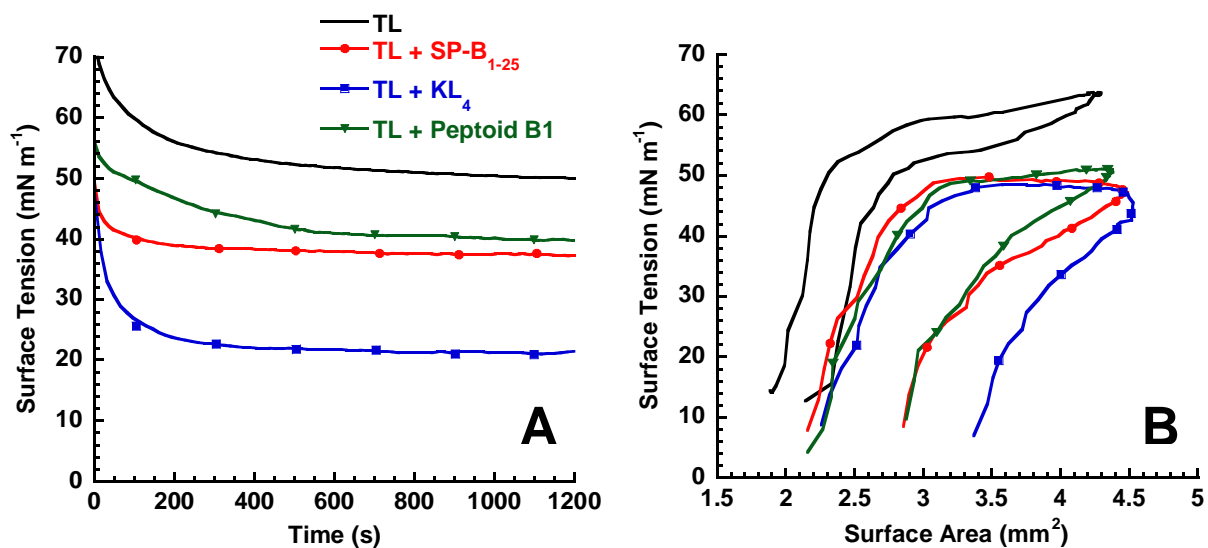 TL
TL + SP-B1-25
TL + KL4
TL + Peptoid B1
Surface Tension (mN m-1)
70
60
50
40
30
20
10
0
0 200 400 600 800 1000 1200
Time (s)
A
Surface Tension (mN m-1)
70
60
50
40
30
20
10
0
1.5 2 2.5 3 3.5 4 4.5 5
Surface Area (mm2)
B